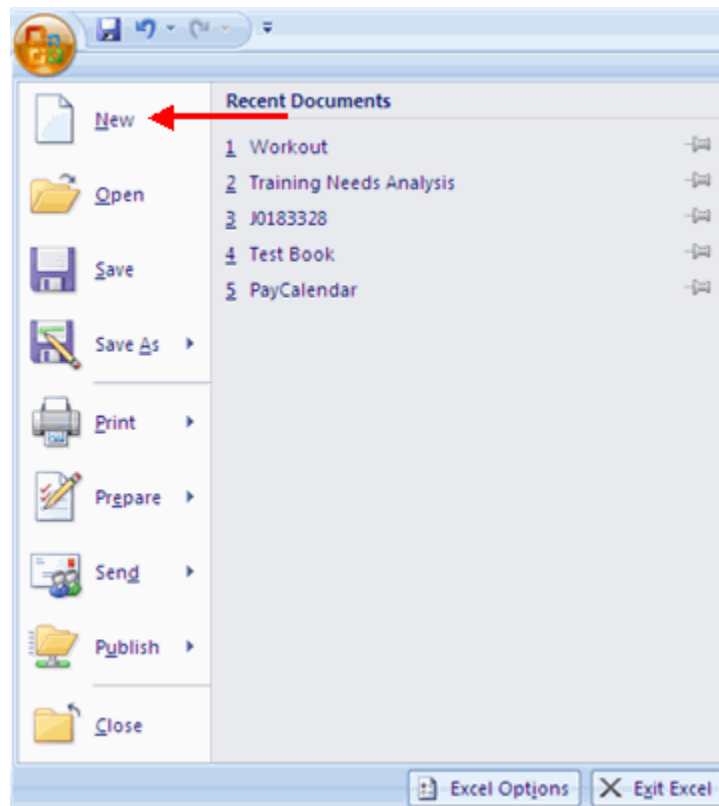 New
Open
Save
Save As
Print
Prepare
Send
Publish
Close
Recent Documents
1 Workout
2 Training Needs Analysis
3 J0183328
4 Test Book
5 PayCalendar
Excel Options
Exit Excel